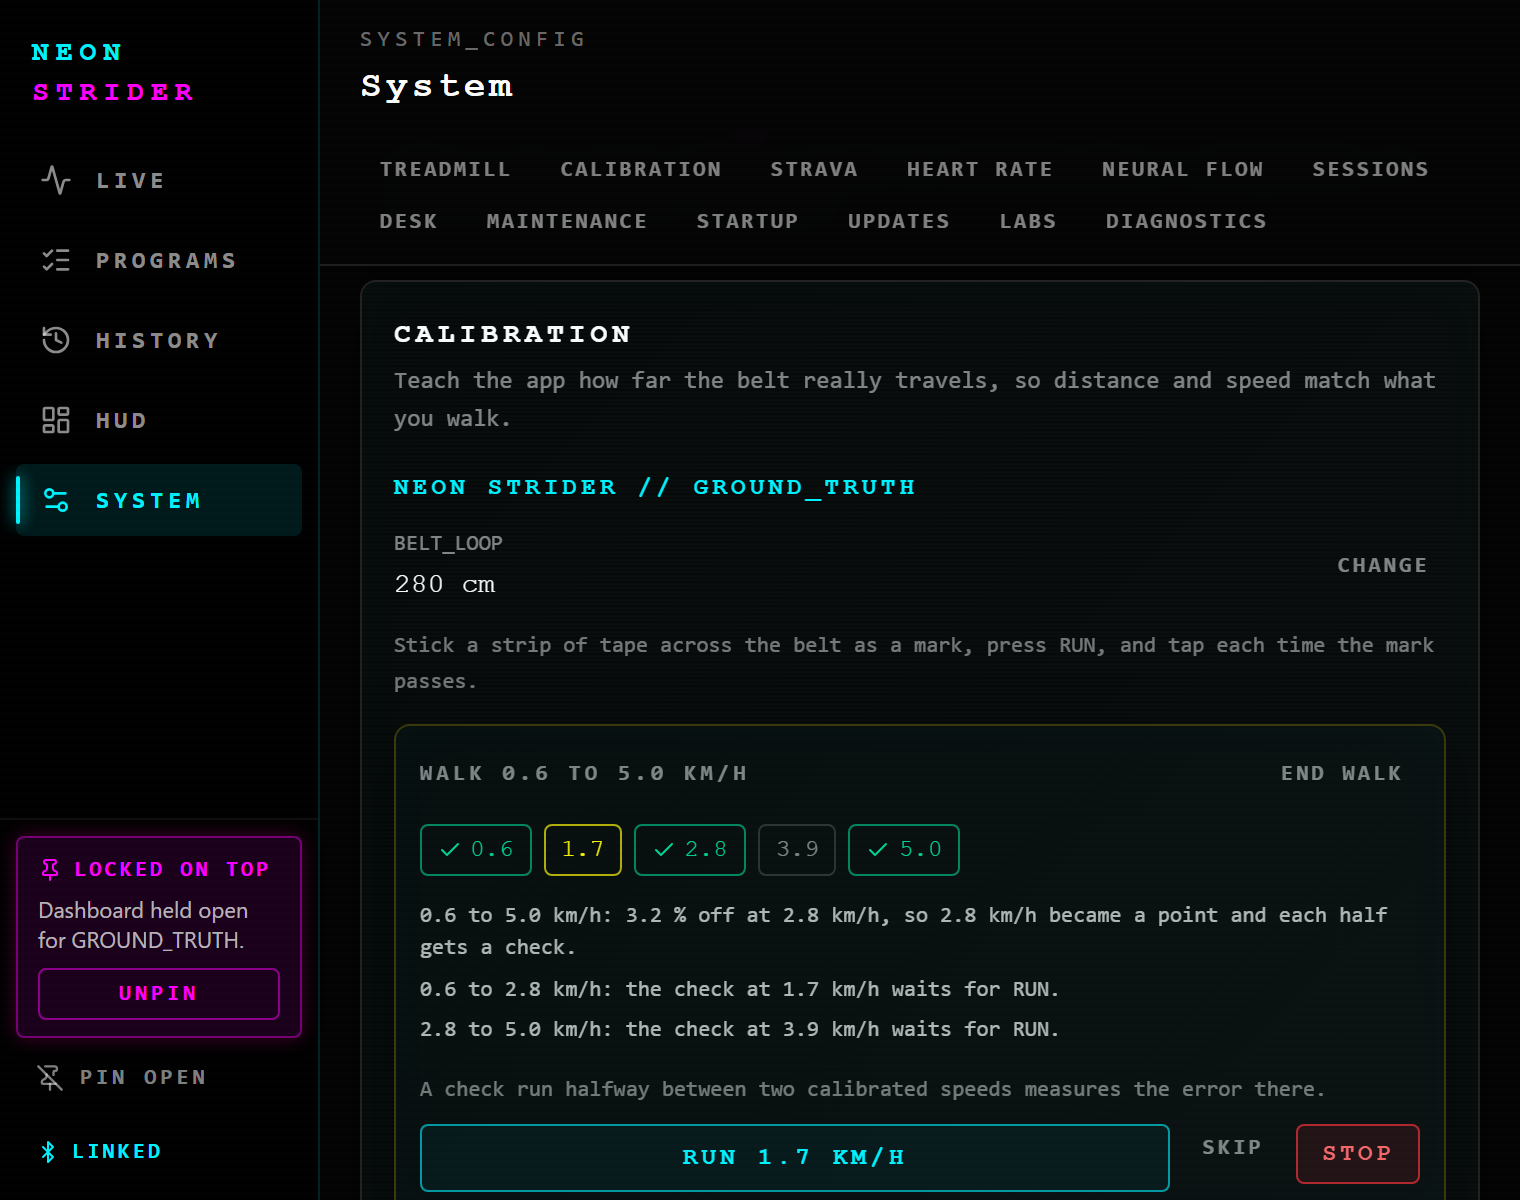 NEON
STRIDER
LIVE
PROGRAMS
HISTORY
HUD
SYSTEM
LOCKED ON TOP
Dashboard held open
for GROUND_TRUTH.
UNPIN
PIN OPEN
LINKED
SYSTEM_CONFIG
System
TREADMILL CALIBRATION STRAVA HEART RATE NEURAL FLOW SESSIONS
DESK MAINTENANCE STARTUP UPDATES LABS DIAGNOSTICS
CALIBRATION
Teach the app how far the belt really travels, so distance and speed match what
you walk.
NEON STRIDER // GROUND_TRUTH
BELT_LOOP
280 cm
CHANGE
Stick a strip of tape across the belt as a mark, press RUN, and tap each time the mark
passes.
WALK 0.6 TO 5.0 KM/H END WALK
✓ 0.6 1.7 ✓ 2.8 3.9 ✓ 5.0
0.6 to 5.0 km/h: 3.2 % off at 2.8 km/h, so 2.8 km/h became a point and each half
gets a check.
0.6 to 2.8 km/h: the check at 1.7 km/h waits for RUN.
2.8 to 5.0 km/h: the check at 3.9 km/h waits for RUN.
A check run halfway between two calibrated speeds measures the error there.
RUN 1.7 KM/H SKIP STOP